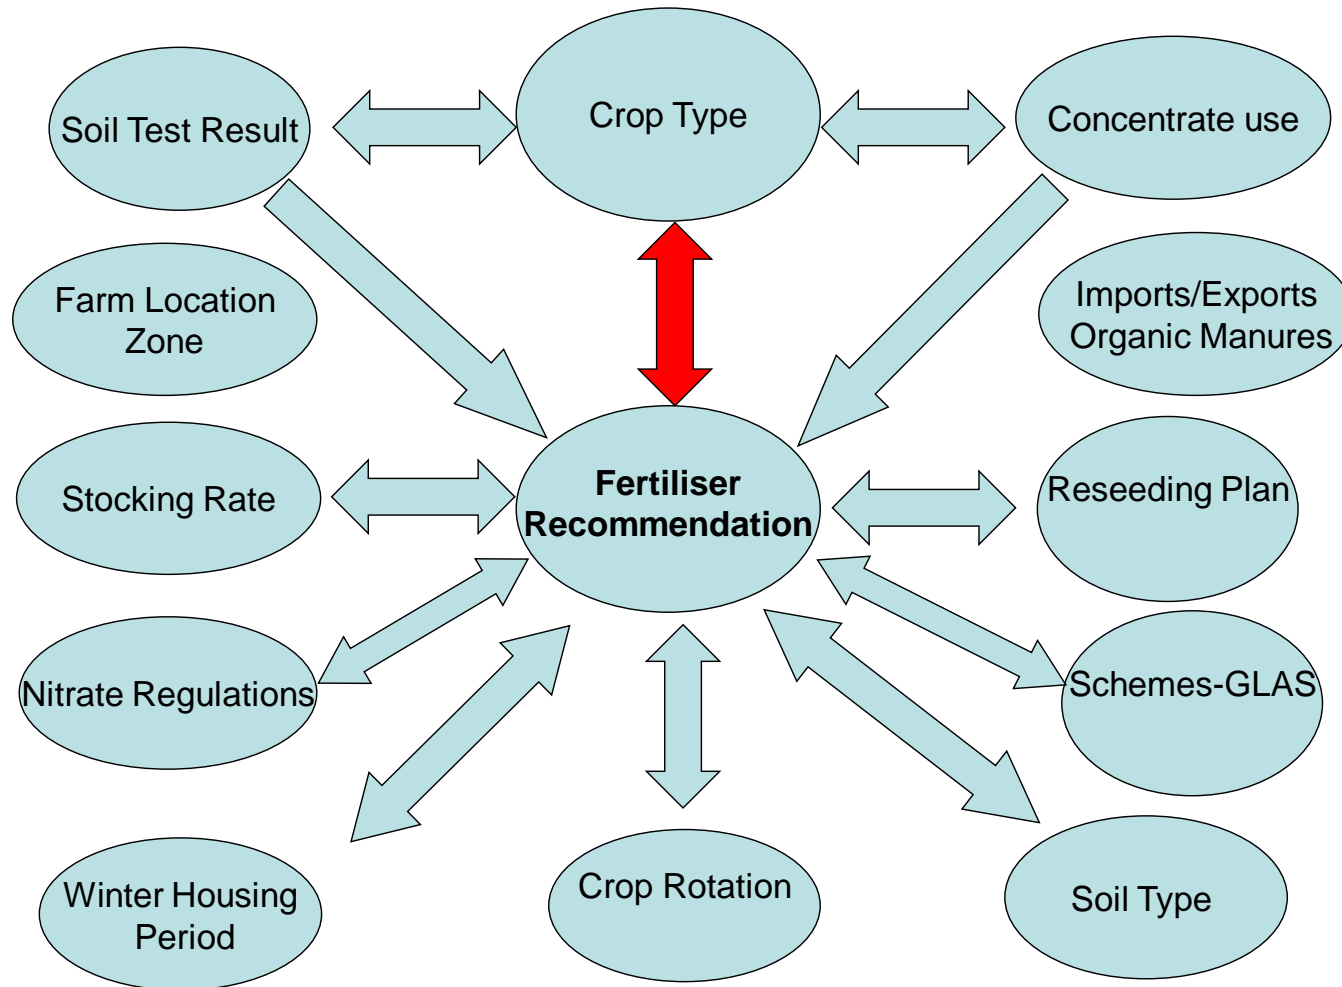 Soil Test Result
Crop Type
Concentrate use
Farm Location
Zone
Imports/Exports
Organic Manures
Stocking Rate
Fertiliser
Recommendation
Reseeding Plan
Nitrate Regulations
Schemes-GLAS
Winter Housing
Period
Crop Rotation
Soil Type